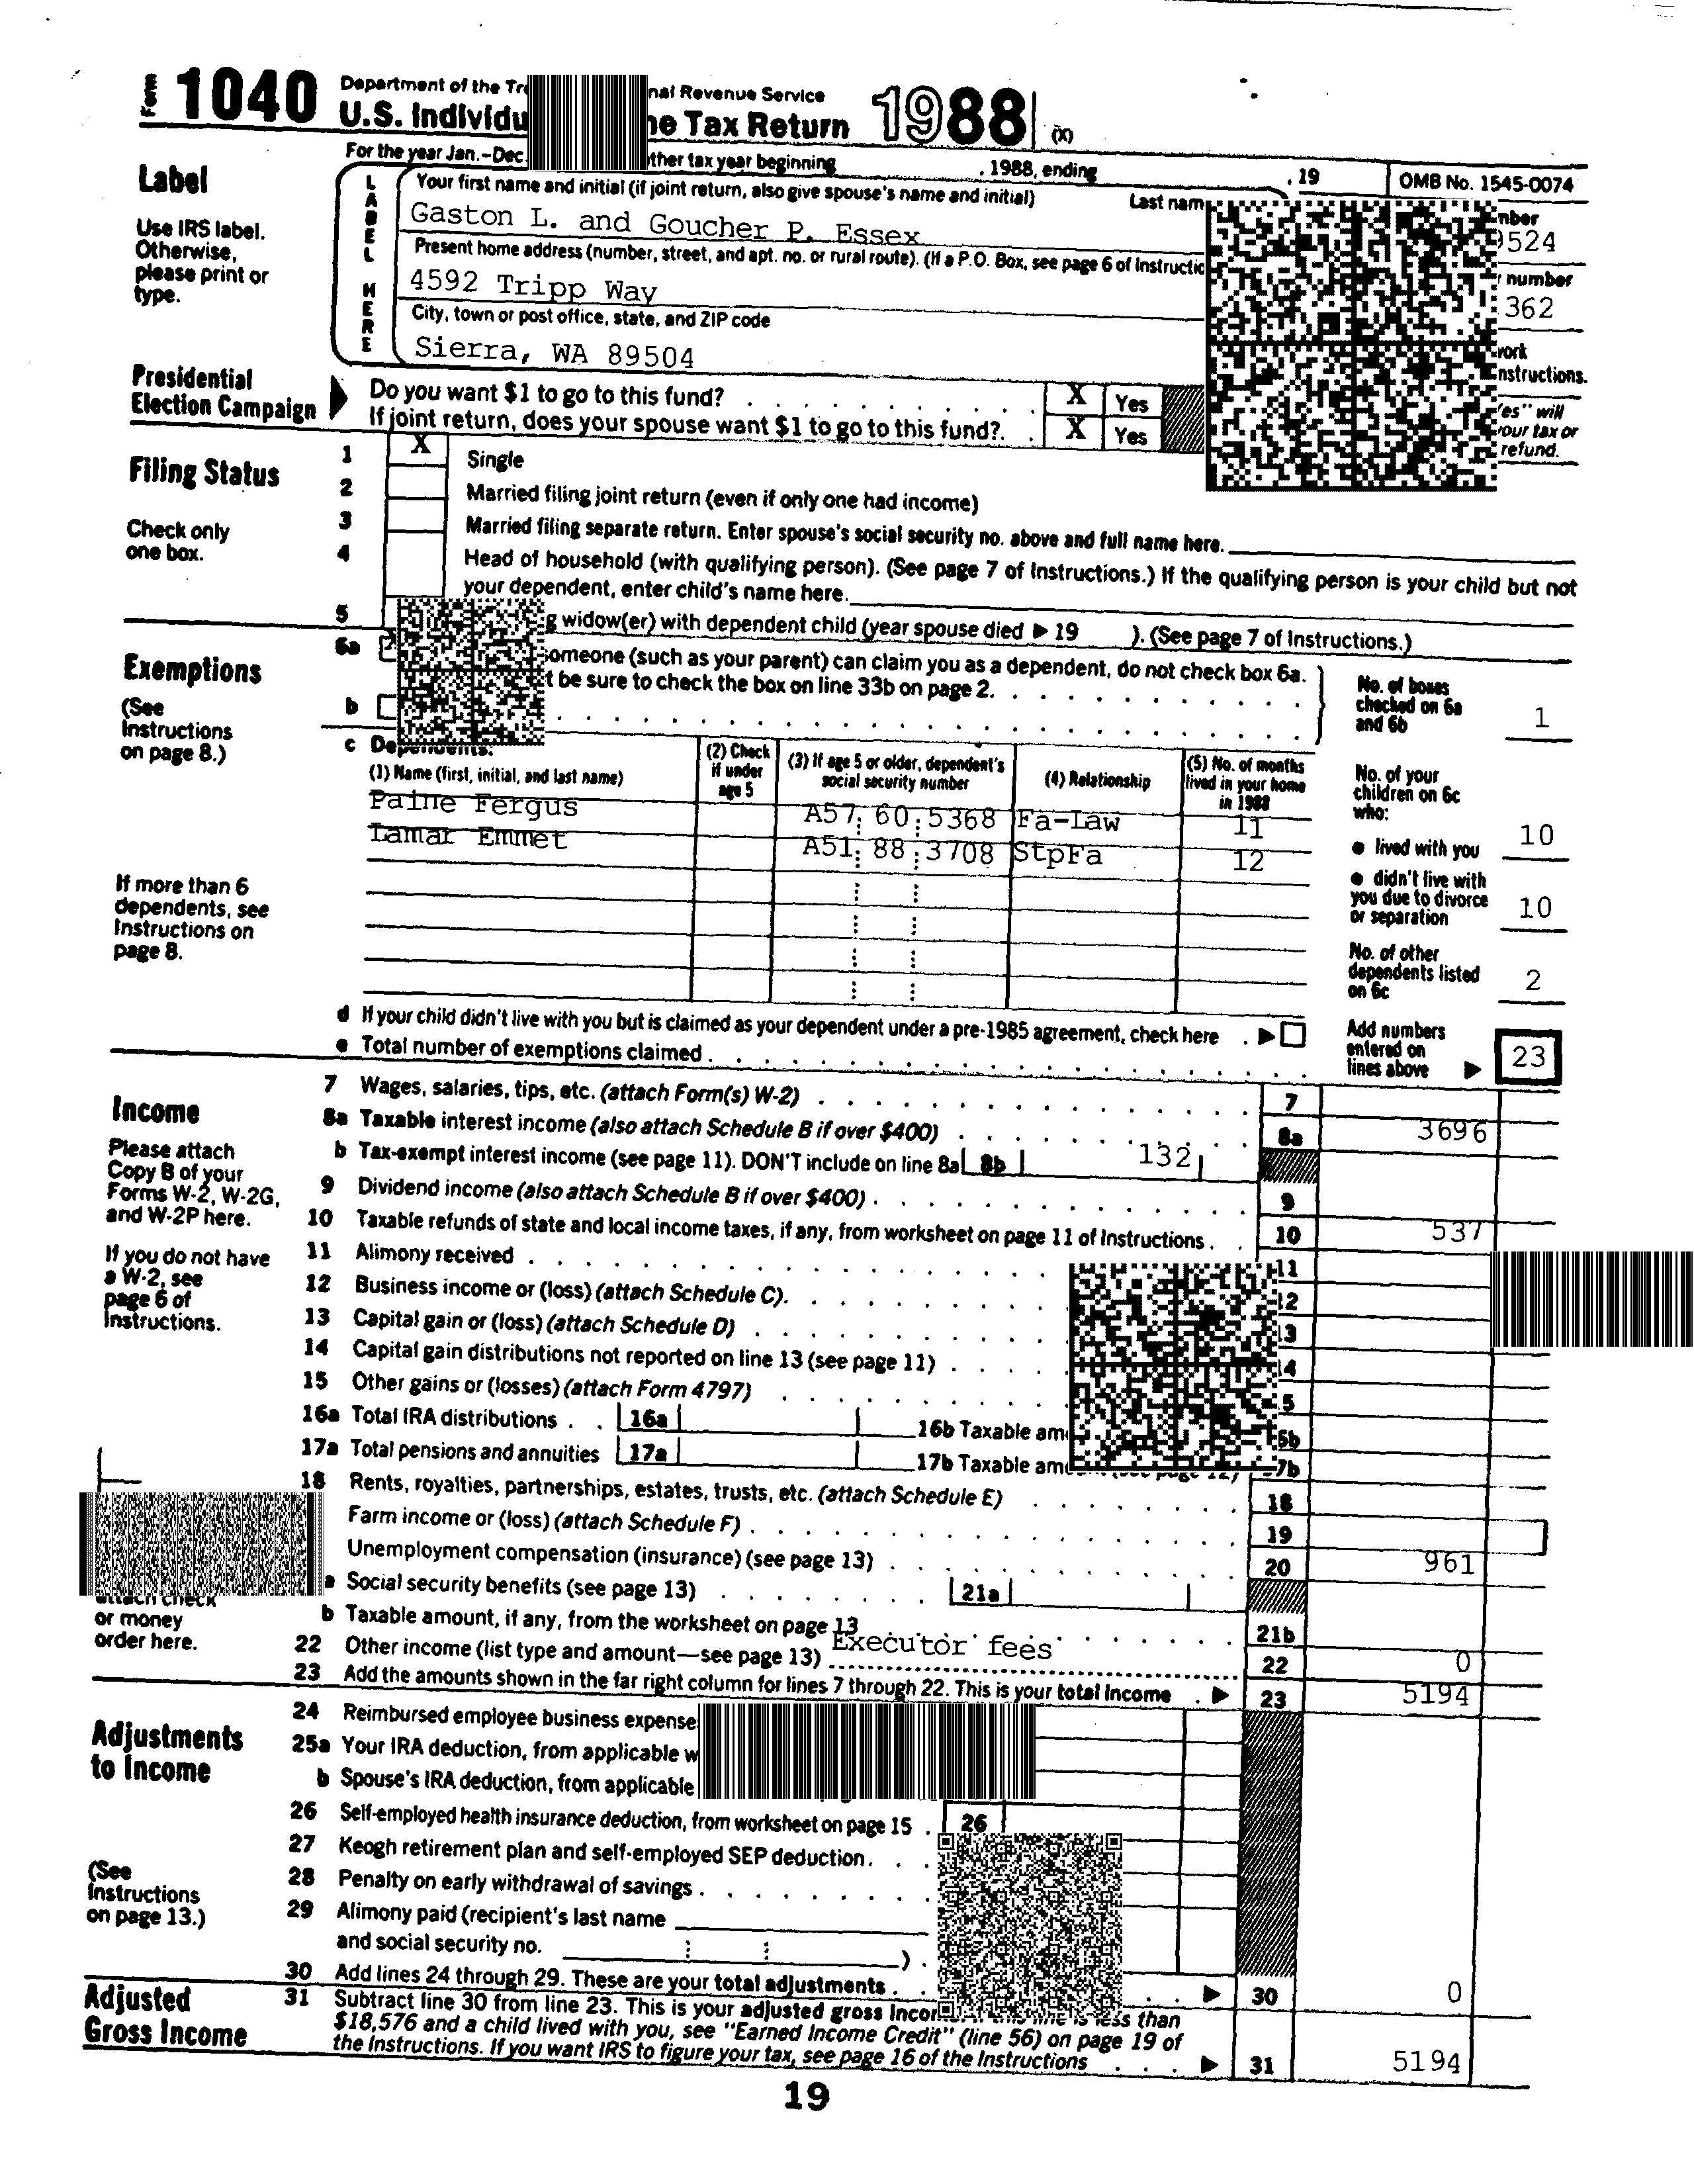 Form 1040 Department of the Tr nal Revenue Service
U.S. Individu ne Tax Return 1988 (X)
For the year Jan.–Dec ther tax year beginning , 1988, ending , 19 OMB No. 1545-0074
Label
Use IRS label.
Otherwise,
please print or
type.
LABEL HERE
Your first name and initial (if joint return, also give spouse's name and initial) Last nam
Gaston L. and Goucher P. Essex
nber
9524
Present home address (number, street, and apt. no. or rural route). (If a P.O. Box, see page 6 of Instructio
4592 Tripp Way
number
362
City, town or post office, state, and ZIP code
Sierra, WA 89504
work
nstructions.
Presidential
Election Campaign
Do you want $1 to go to this fund? X Yes
If joint return, does your spouse want $1 to go to this fund?. X Yes
es" will
our tax or
refund.
Filing Status
Check only
one box.
1 X Single
2 Married filing joint return (even if only one had income)
3 Married filing separate return. Enter spouse's social security no. above and full name here.
4 Head of household (with qualifying person). (See page 7 of Instructions.) If the qualifying person is your child but not
your dependent, enter child's name here.
5 g widow(er) with dependent child (year spouse died ▶ 19 ). (See page 7 of Instructions.)
Exemptions
(See
Instructions
on page 8.)
6a someone (such as your parent) can claim you as a dependent, do not check box 6a.
t be sure to check the box on line 33b on page 2.
b
No. of boxes
checked on 6a
and 6b 1
c Dependents:
(1) Name (first, initial, and last name)
(2) Check
if under
age 5
(3) If age 5 or older, dependent's
social security number
(4) Relationship
(5) No. of months
lived in your home
in 1988
Paine Fergus A57 60 5368 Fa-law 11
Lamar Emmet A51 88 3708 StpFa 12
If more than 6
dependents, see
Instructions on
page 8.
No. of your
children on 6c
who:
● lived with you 10
● didn't live with
you due to divorce
or separation 10
No. of other
dependents listed
on 6c 2
d If your child didn't live with you but is claimed as your dependent under a pre-1985 agreement, check here . ▶
e Total number of exemptions claimed
Add numbers
entered on
lines above ▶ 23
Income
Please attach
Copy B of your
Forms W-2, W-2G,
and W-2P here.
If you do not have
a W-2, see
page 6 of
Instructions.
7 Wages, salaries, tips, etc. (attach Form(s) W-2) 7
8a Taxable interest income (also attach Schedule B if over $400) 8a 3696
b Tax-exempt interest income (see page 11). DON'T include on line 8a 8b 132
9 Dividend income (also attach Schedule B if over $400) 9
10 Taxable refunds of state and local income taxes, if any, from worksheet on page 11 of Instructions 10 537
11 Alimony received 11
12 Business income or (loss) (attach Schedule C). 12
13 Capital gain or (loss) (attach Schedule D) 13
14 Capital gain distributions not reported on line 13 (see page 11) 4
15 Other gains or (losses) (attach Form 4797) 5
16a Total IRA distributions 16a 16b Taxable am 6b
17a Total pensions and annuities 17a 17b Taxable am 7b
18 Rents, royalties, partnerships, estates, trusts, etc. (attach Schedule E) 18
Farm income or (loss) (attach Schedule F) 19
Unemployment compensation (insurance) (see page 13) 20 961
a Social security benefits (see page 13) 21a
b Taxable amount, if any, from the worksheet on page 13 21b
attach check
or money
order here.
22 Other income (list type and amount—see page 13) Executor fees 22 0
23 Add the amounts shown in the far right column for lines 7 through 22. This is your total income ▶ 23 5194
Adjustments
to Income
(See
Instructions
on page 13.)
24 Reimbursed employee business expense
25a Your IRA deduction, from applicable w
b Spouse's IRA deduction, from applicable
26 Self-employed health insurance deduction, from worksheet on page 15 26
27 Keogh retirement plan and self-employed SEP deduction
28 Penalty on early withdrawal of savings
29 Alimony paid (recipient's last name
and social security no. )
30 Add lines 24 through 29. These are your total adjustments ▶ 30 0
Adjusted
Gross Income
31 Subtract line 30 from line 23. This is your adjusted gross incom is less than
$18,576 and a child lived with you, see "Earned Income Credit" (line 56) on page 19 of
the Instructions. If you want IRS to figure your tax, see page 16 of the Instructions ▶ 31 5194
19